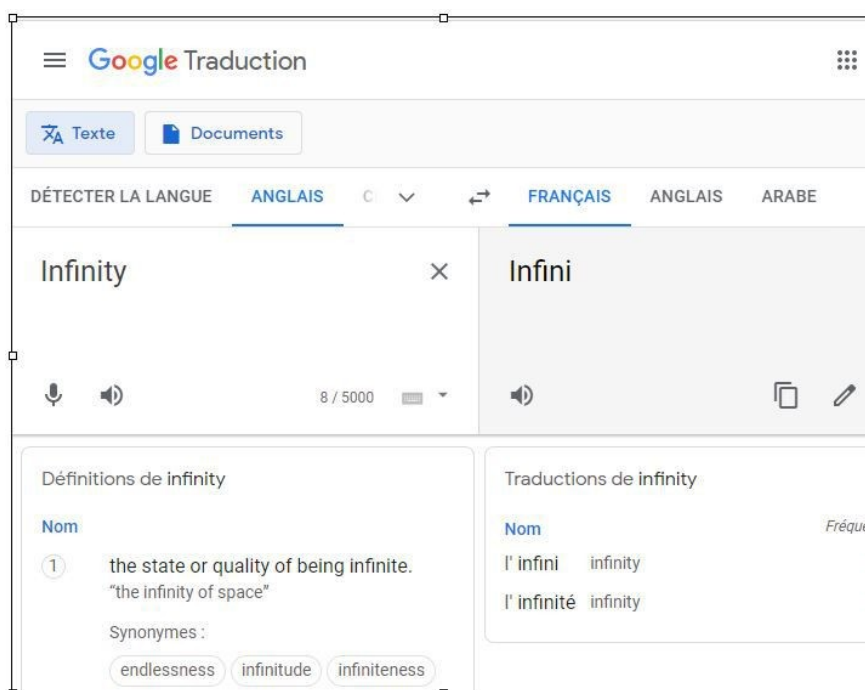 Google Traduction
Texte Documents
DÉTECTER LA LANGUE ANGLAIS FRANÇAIS ANGLAIS ARABE
Infinity Infini
8 / 5000
Définitions de infinity
Nom
1 the state or quality of being infinite.
“the infinity of space”
Synonymes :
endlessness infinitude infiniteness
Traductions de infinity
Nom
l' infini infinity
l' infinité infinity